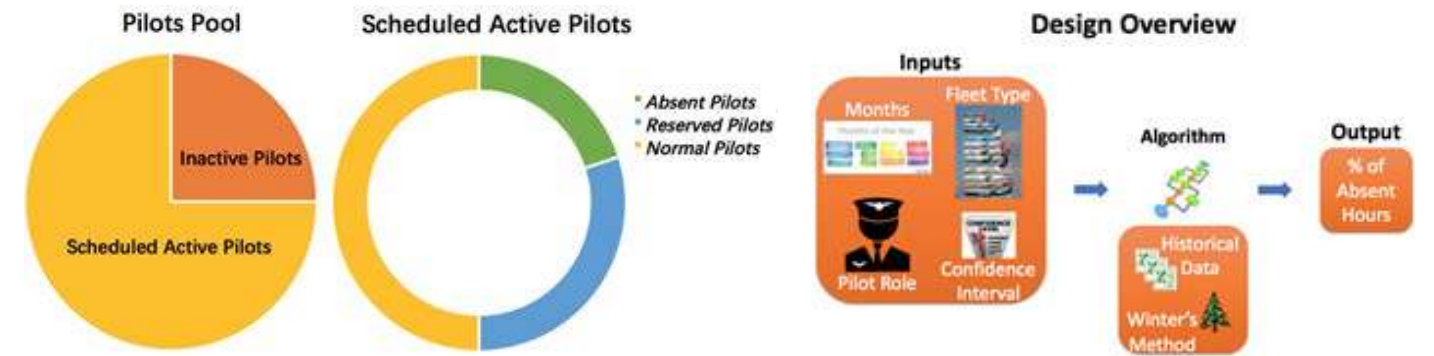 Pilots Pool
Inactive Pilots
Scheduled Active Pilots
Scheduled Active Pilots
Absent Pilots
Reserved Pilots
Normal Pilots
Design Overview
Inputs
Months
Fleet Type
Pilot Role
Confidence
Interval
Algorithm
Historical
Data
Winter's
Method
Output
% of
Absent
Hours